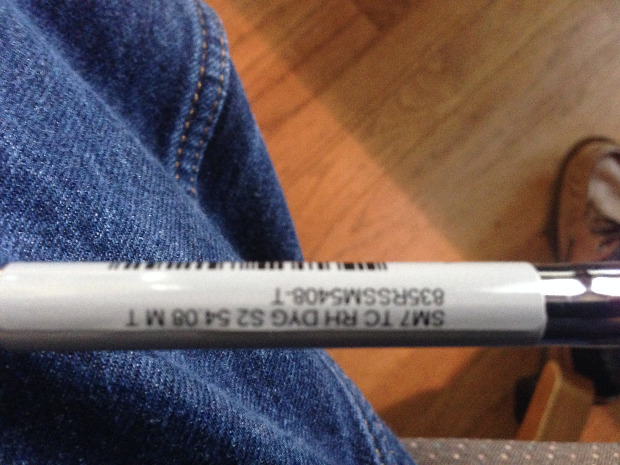 SM7 TC RH DYG S2 54.08 M T
835RSSM5408-T